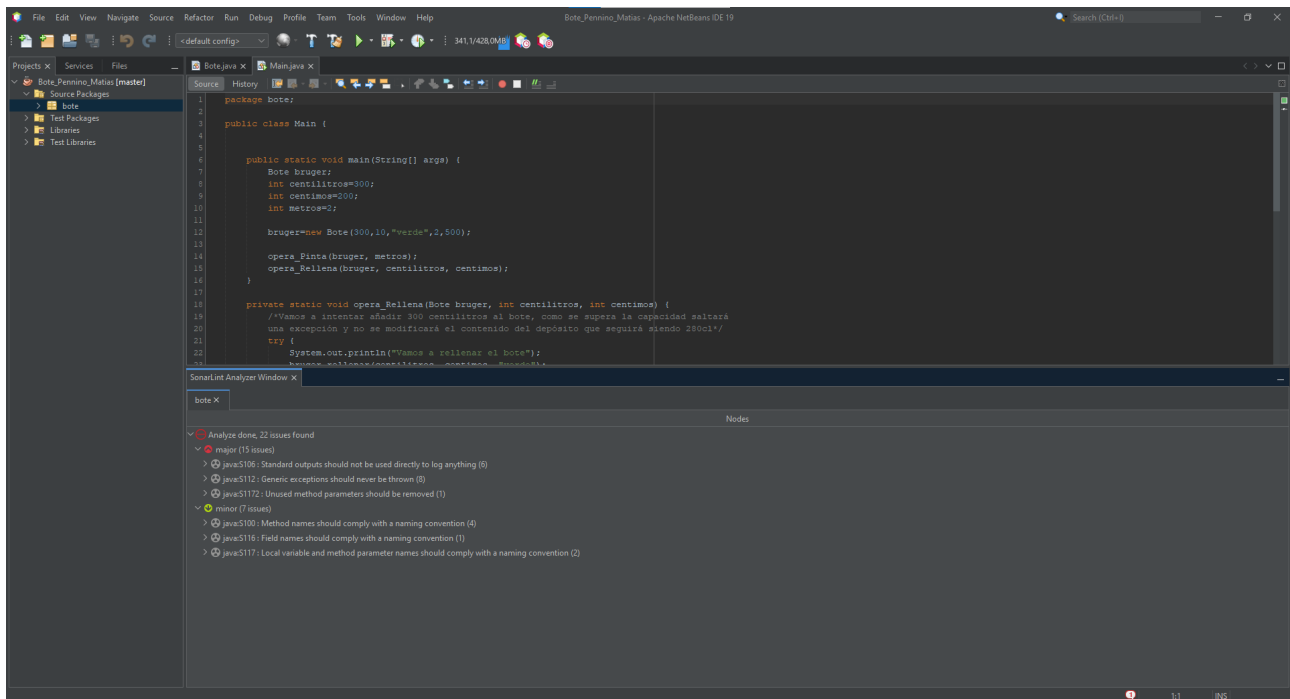 File Edit View Navigate Source Refactor Run Debug Profile Team Tools Window Help Bote_Pennino_Matias - Apache NetBeans IDE 19 Search (Ctrl+I)
<default config> 341,1/428,0MB
Projects × Services Files
Bote.java × Main.java ×
Bote_Pennino_Matias [master]
Source Packages
bote
Test Packages
Libraries
Test Libraries
Source History
1 package bote;
2
3 public class Main {
4
5
6 public static void main(String[] args) {
7 Bote bruger;
8 int centilitros=300;
9 int centimos=200;
10 int metros=2;
11
12 bruger=new Bote(300,10,"verde",2,500);
13
14 opera_Pinta(bruger, metros);
15 opera_Rellena(bruger, centilitros, centimos);
16 }
17
18 private static void opera_Rellena(Bote bruger, int centilitros, int centimos) {
19 /*Vamos a intentar añadir 300 centilitros al bote, como se supera la capacidad saltará
20 una excepción y no se modificará el contenido del depósito que seguirá siendo 280cl*/
21 try {
22 System.out.println("Vamos a rellenar el bote");
SonarLint Analyzer Window ×
bote ×
Nodes
Analyze done, 22 issues found
major (15 issues)
java:S106 : Standard outputs should not be used directly to log anything (6)
java:S112 : Generic exceptions should never be thrown (8)
java:S1172 : Unused method parameters should be removed (1)
minor (7 issues)
java:S100 : Method names should comply with a naming convention (4)
java:S116 : Field names should comply with a naming convention (1)
java:S117 : Local variable and method parameter names should comply with a naming convention (2)
1 1:1 INS